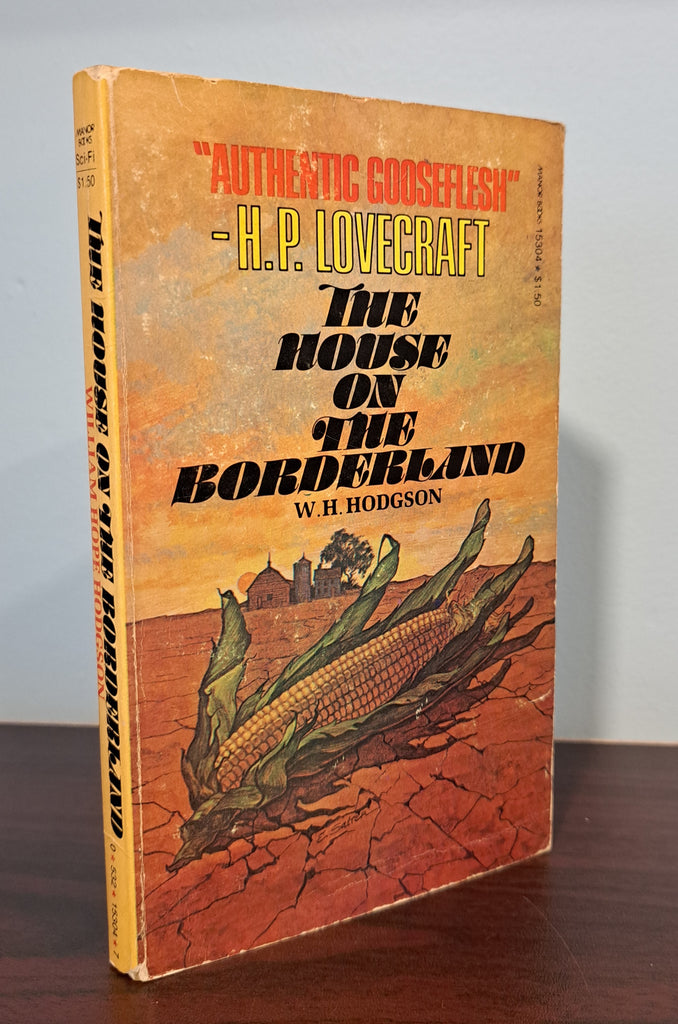 MANOR
BOOKS
Sci-Fi
$1.50
THE HOUSE ON THE BORDERLAND
WILLIAM HOPE HODGSON
0 ★ 532 ★ 15304 ★ 7
"AUTHENTIC GOOSEFLESH"
-H.P. LOVECRAFT
THE
HOUSE
ON
THE
BORDERLAND
W.H. HODGSON
MANOR BOOKS 15304 ★ $1.50